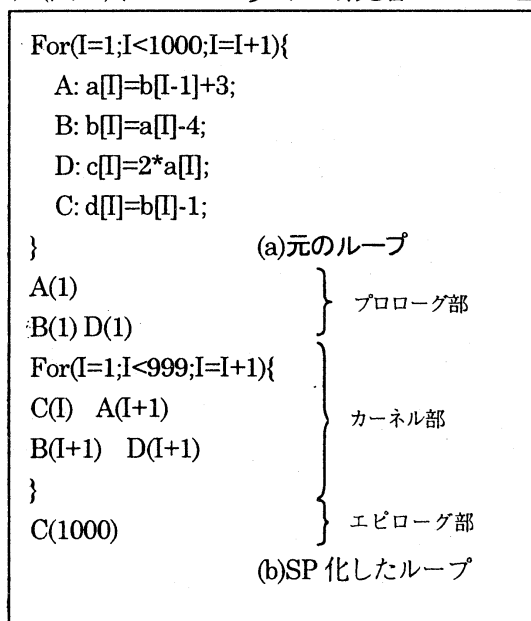 For(I=1;I<1000;I=I+1){
A: a[I]=b[I-1]+3;
B: b[I]=a[I]-4;
D: c[I]=2*a[I];
C: d[I]=b[I]-1;
} (a)元のループ
A(1)
B(1) D(1) プロローグ部
For(I=1;I<999;I=I+1){
C(I) A(I+1) カーネル部
B(I+1) D(I+1)
}
C(1000) エピローグ部
(b)SP 化したループ